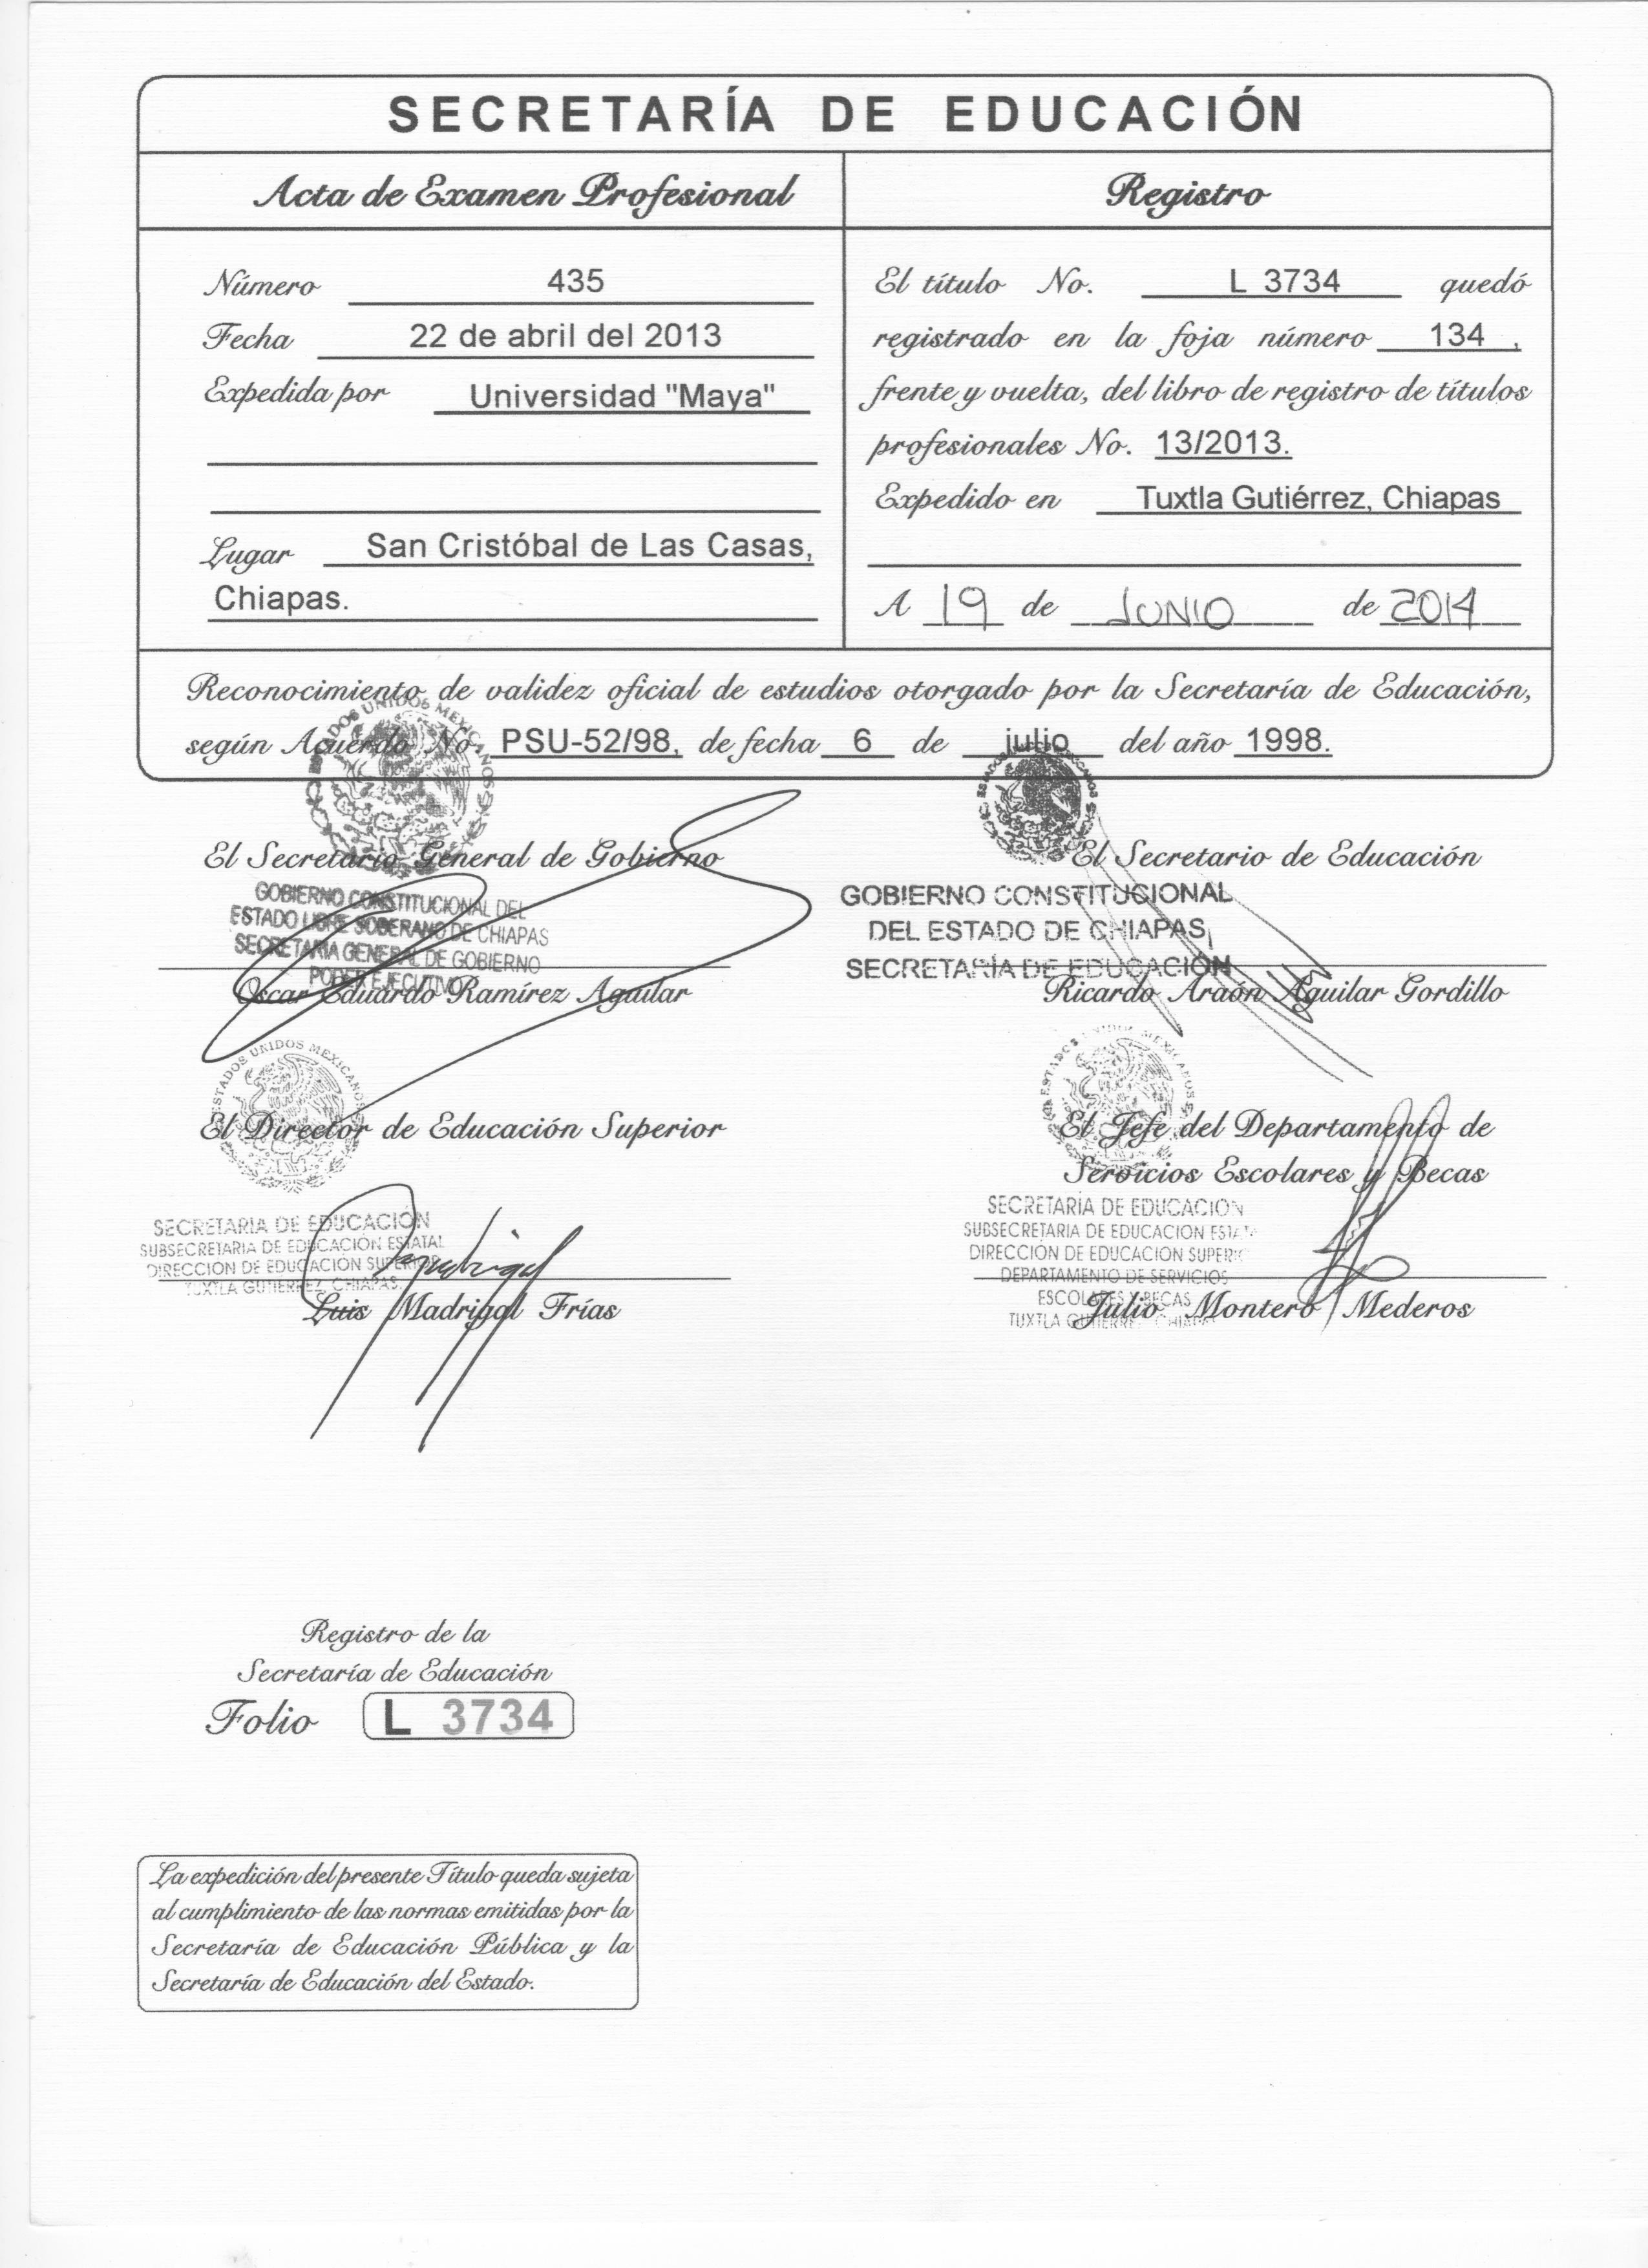 SECRETARÍA DE EDUCACIÓN
Acta de Examen Profesional
Número 435
Fecha 22 de abril del 2013
Expedida por Universidad "Maya"
Lugar San Cristóbal de Las Casas,
Chiapas.
Registro
El título No. L 3734 quedó
registrado en la foja número 134,
frente y vuelta, del libro de registro de títulos
profesionales No. 13/2013.
Expedido en Tuxtla Gutiérrez, Chiapas
A 19 de JUNIO de 2014
Reconocimiento de validez oficial de estudios otorgado por la Secretaría de Educación,
según Acuerdo No. PSU-52/98, de fecha 6 de julio del año 1998.
ESTADOS UNIDOS MEXICANOS
El Secretario General de Gobierno
GOBIERNO CONSTITUCIONAL DEL
ESTADO LIBRE SOBERANO DE CHIAPAS
SECRETARIA GENERAL DE GOBIERNO
PODER EJECUTIVO
Oscar Eduardo Ramírez Aguilar
ESTADOS UNIDOS MEXICANOS
El Secretario de Educación
GOBIERNO CONSTITUCIONAL
DEL ESTADO DE CHIAPAS
SECRETARÍA DE EDUCACIÓN
Ricardo Araón Aguilar Gordillo
ESTADOS UNIDOS MEXICANOS
El Director de Educación Superior
SECRETARIA DE EDUCACIÓN
SUBSECRETARIA DE EDUCACIÓN ESTATAL
DIRECCION DE EDUCACIÓN SUPERIOR
TUXTLA GUTIERREZ, CHIAPAS.
Luis Madrigal Frías
ESTADOS UNIDOS MEXICANOS
El Jefe del Departamento de
Servicios Escolares y Becas
SECRETARIA DE EDUCACION
SUBSECRETARIA DE EDUCACION ESTATAL
DIRECCIÓN DE EDUCACION SUPERIOR
DEPARTAMENTO DE SERVICIOS
ESCOLARES Y BECAS
TUXTLA GUTIERREZ, CHIAPAS
Julio Montero Mederos
Registro de la
Secretaría de Educación
Folio L 3734
La expedición del presente Título queda sujeta
al cumplimiento de las normas emitidas por la
Secretaría de Educación Pública y la
Secretaría de Educación del Estado.